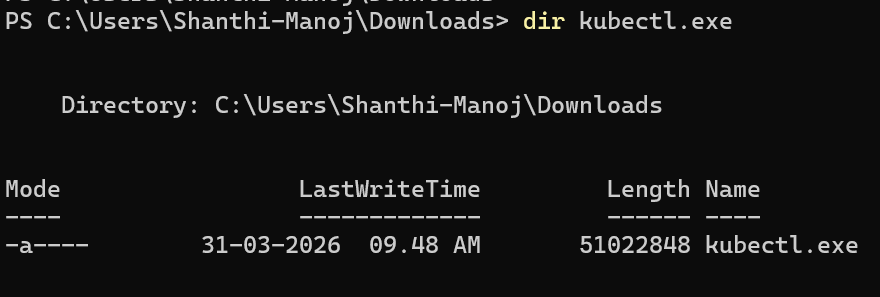 PS C:\Users\Shanthi-Manoj\Downloads> dir kubectl.exe
Directory: C:\Users\Shanthi-Manoj\Downloads
Mode LastWriteTime Length Name
---- ------------- ------ ----
-a---- 31-03-2026 09.48 AM 51022848 kubectl.exe